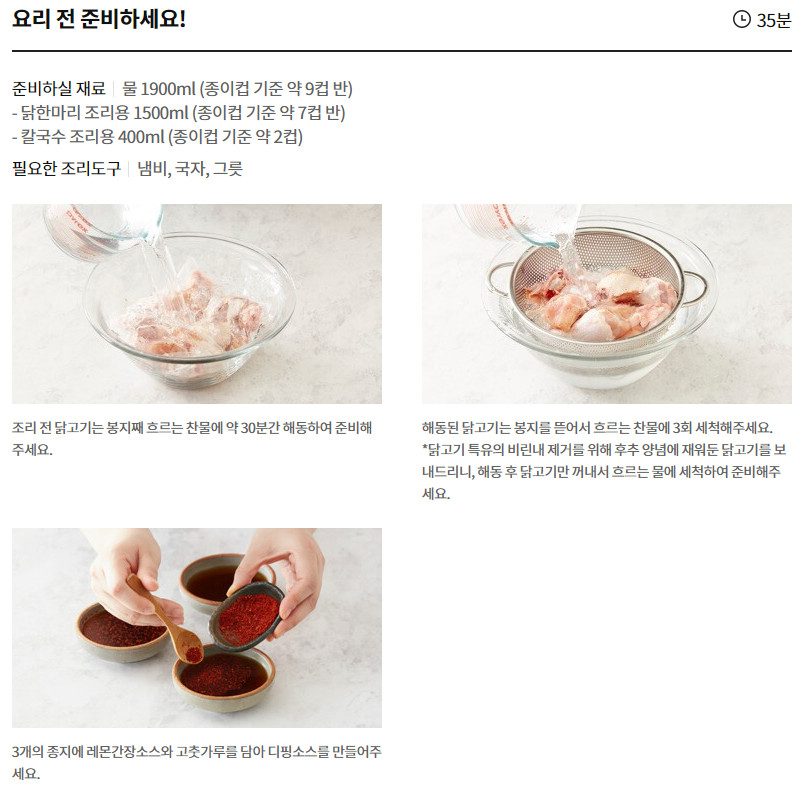 요리 전 준비하세요!
35분
준비하실 재료 | 물 1900ml (종이컵 기준 약 9컵 반)
- 닭한마리 조리용 1500ml (종이컵 기준 약 7컵 반)
- 칼국수 조리용 400ml (종이컵 기준 약 2컵)
필요한 조리도구 | 냄비, 국자, 그릇
조리 전 닭고기는 봉지째 흐르는 찬물에 약 30분간 해동하여 준비해
주세요.
해동된 닭고기는 봉지를 뜯어서 흐르는 찬물에 3회 세척해주세요.
*닭고기 특유의 비린내 제거를 위해 후추 양념에 재워둔 닭고기를 보
내드리니, 해동 후 닭고기만 꺼내서 흐르는 물에 세척하여 준비해주
세요.
3개의 종지에 레몬간장소스와 고춧가루를 담아 디핑소스를 만들어주
세요.